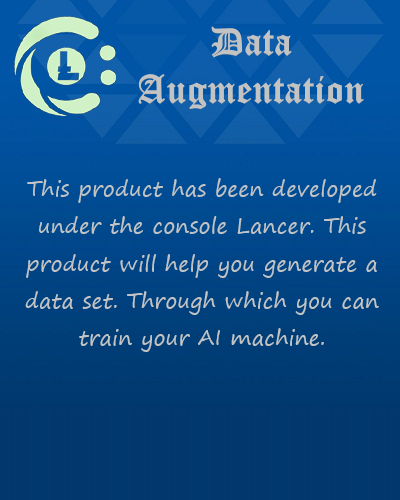 Data
Augmentation
This product has been developed
under the console Lancer. This
product will help you generate a
data set. Through which you can
train your AI machine.